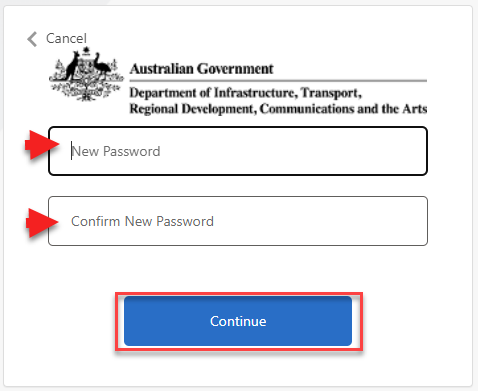 Cancel
Australian Government
Department of Infrastructure, Transport,
Regional Development, Communications and the Arts
New Password
Confirm New Password
Continue